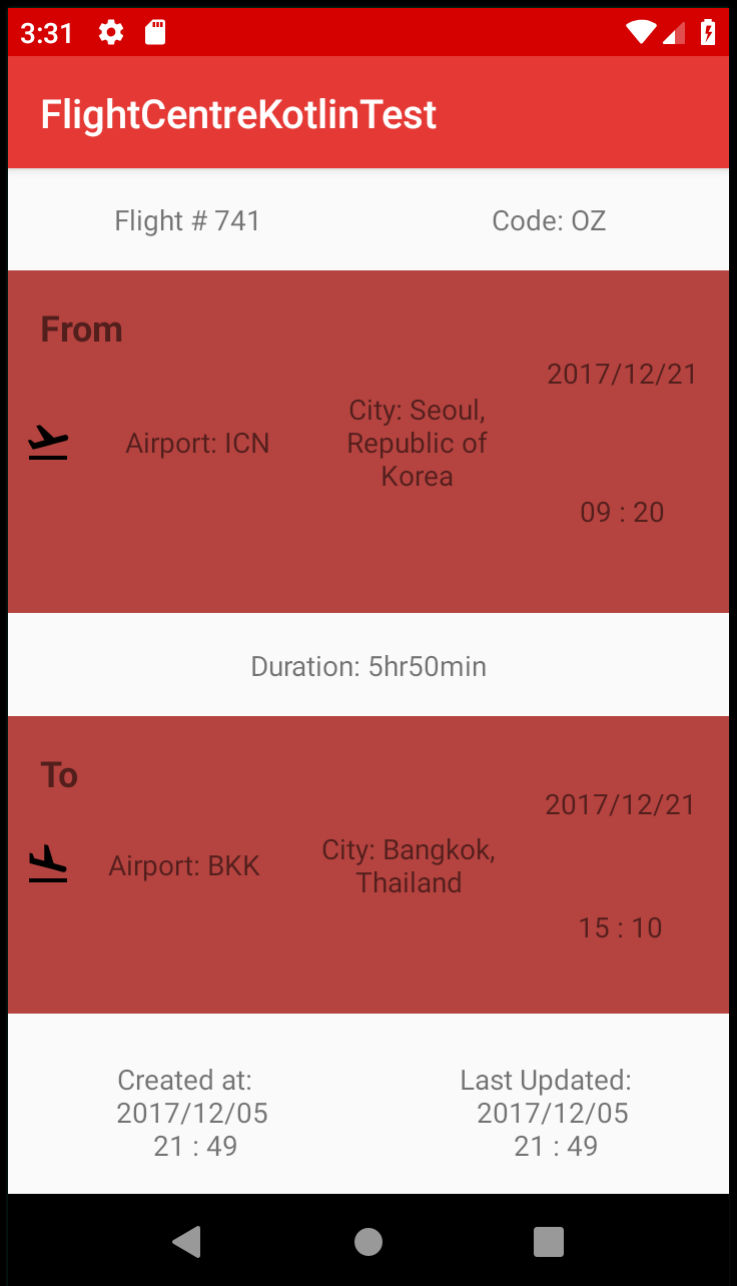 3:31
FlightCentreKotlinTest
Flight # 741
Code: OZ
From
Airport: ICN
City: Seoul,
Republic of
Korea
2017/12/21
09 : 20
Duration: 5hr50min
To
Airport: BKK
City: Bangkok,
Thailand
2017/12/21
15 : 10
Created at:
2017/12/05
21 : 49
Last Updated:
2017/12/05
21 : 49